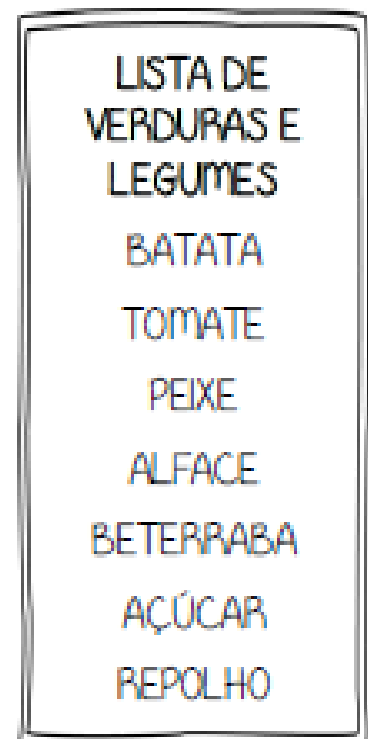 LISTA DE
VERDURAS E
LEGUMES
BATATA
TOMATE
PEIXE
ALFACE
BETERRABA
AÇÚCAR
REPOLHO